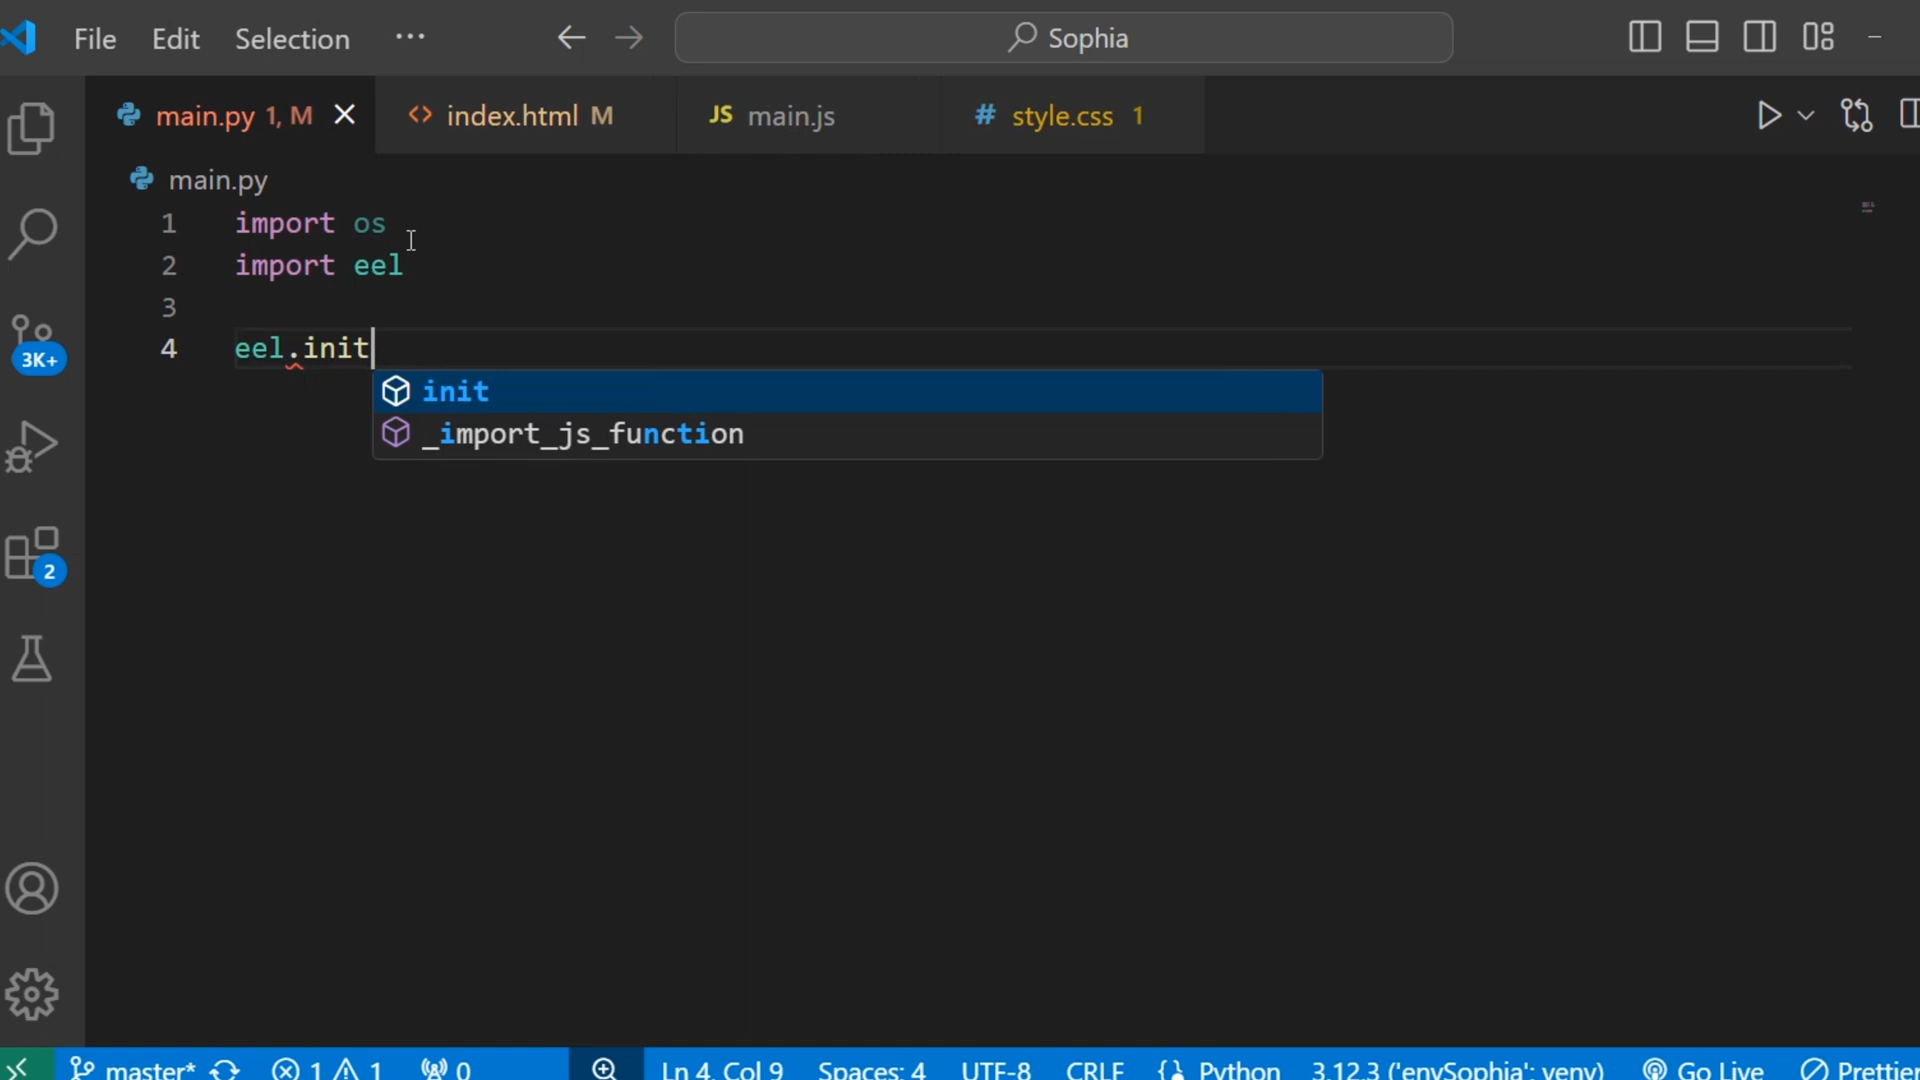 File Edit Selection ··· Sophia
main.py 1, M index.html M JS main.js # style.css 1
main.py
1 import os
2 import eel
3
4 eel.init
init
_import_js_function
3K+
2
master* 1 1 0 Ln 4, Col 9 Spaces: 4 UTF-8 CRLF Python 3.12.3 ('envSophia': venv) Go Live Prettier